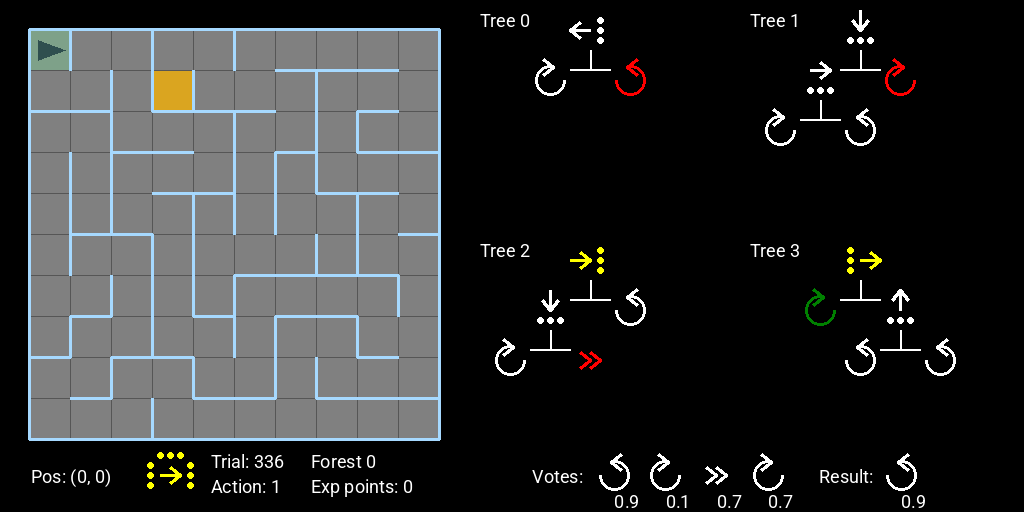 Tree 0
Tree 1
Tree 2
Tree 3
Pos: (0, 0)
Trial: 336
Forest 0
Action: 1
Exp points: 0
Votes:
0.9
0.1
0.7
0.7
Result:
0.9